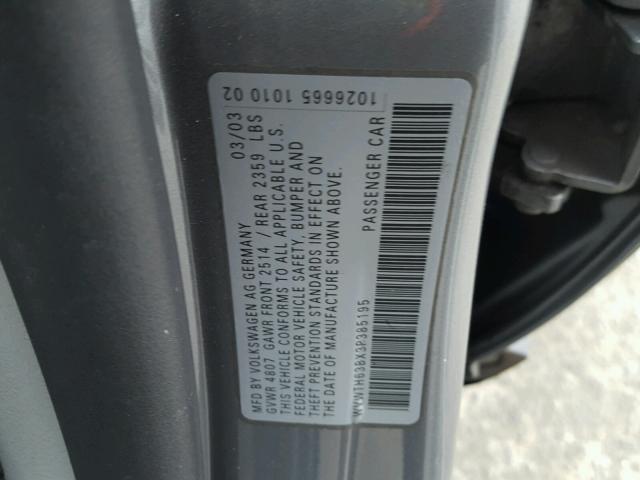 1026665 1010 02
MFD BY VOLKSWAGEN AG GERMANY 03/03
GVWR 4807 GAWR FRONT 2514 / REAR 2359 LBS
THIS VEHICLE CONFORMS TO ALL APPLICABLE U.S.
FEDERAL MOTOR VEHICLE SAFETY, BUMPER AND
THEFT PREVENTION STANDARDS IN EFFECT ON
THE DATE OF MANUFACTURE SHOWN ABOVE.
WVWTH63BX3P385195 PASSENGER CAR